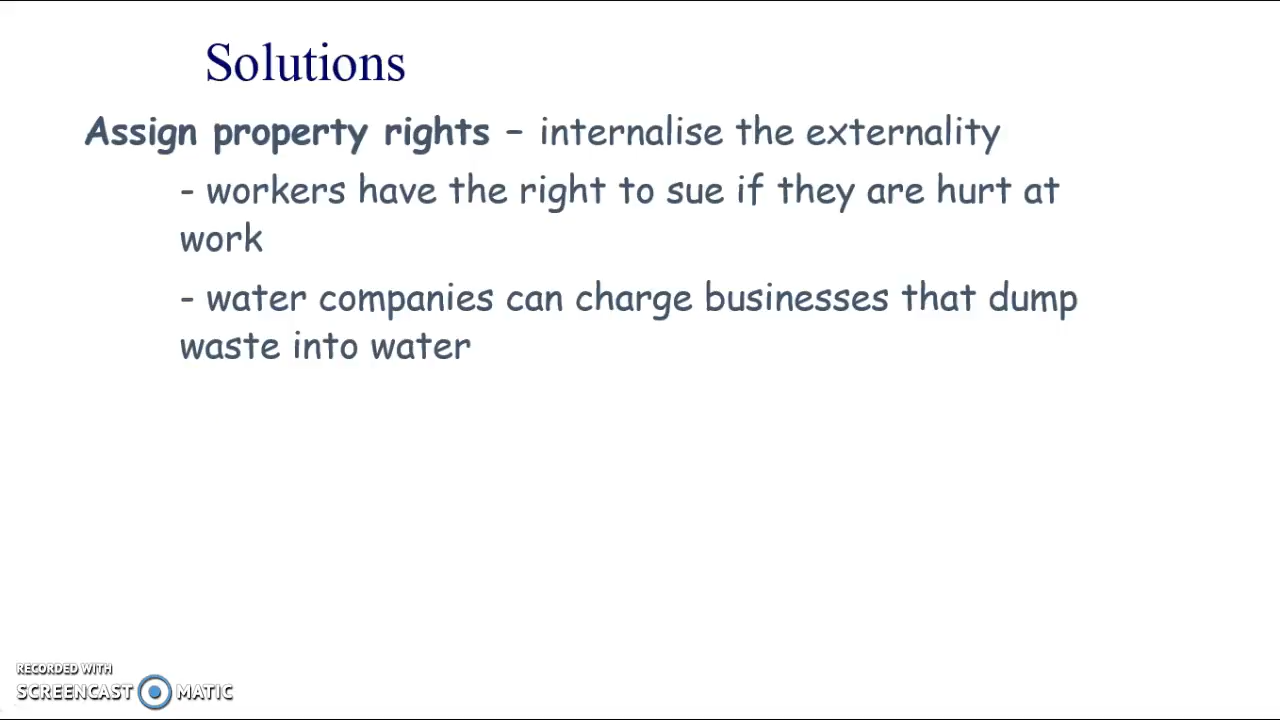 Solutions
Assign property rights – internalise the externality
- workers have the right to sue if they are hurt at
work
- water companies can charge businesses that dump
waste into water
RECORDED WITH
SCREENCAST MATIC